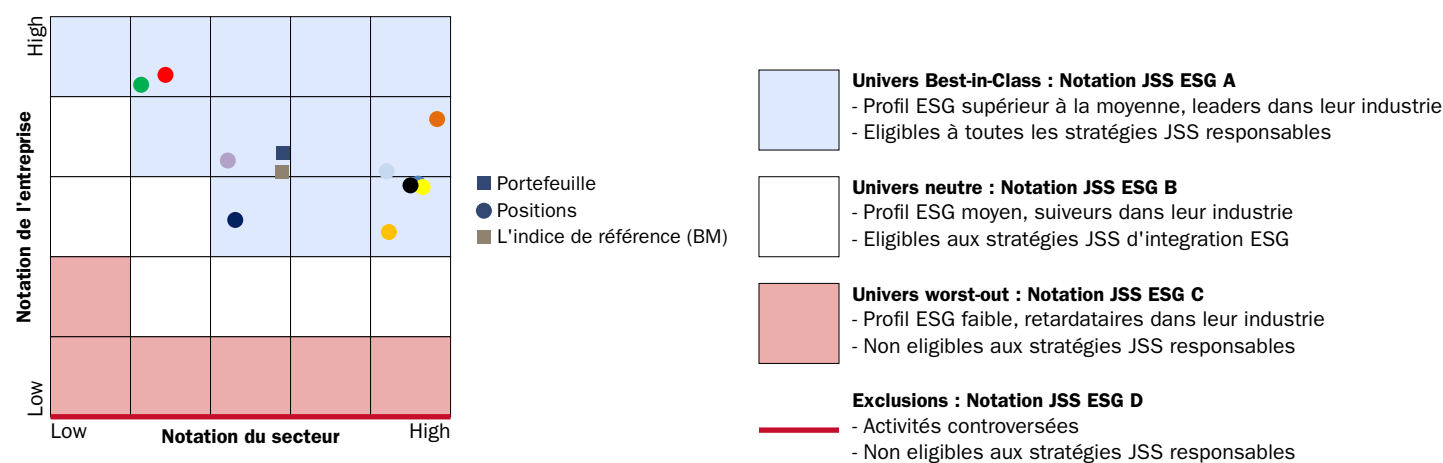 High
Notation de l'entreprise
Low
Low
Notation du secteur
High
Portefeuille
Positions
L'indice de référence (BM)
Univers Best-in-Class : Notation JSS ESG A
- Profil ESG supérieur à la moyenne, leaders dans leur industrie
- Eligibles à toutes les stratégies JSS responsables
Univers neutre : Notation JSS ESG B
- Profil ESG moyen, suiveurs dans leur industrie
- Eligibles aux stratégies JSS d'integration ESG
Univers worst-out : Notation JSS ESG C
- Profil ESG faible, retardataires dans leur industrie
- Non eligibles aux stratégies JSS responsables
Exclusions : Notation JSS ESG D
- Activités controversées
- Non eligibles aux stratégies JSS responsables